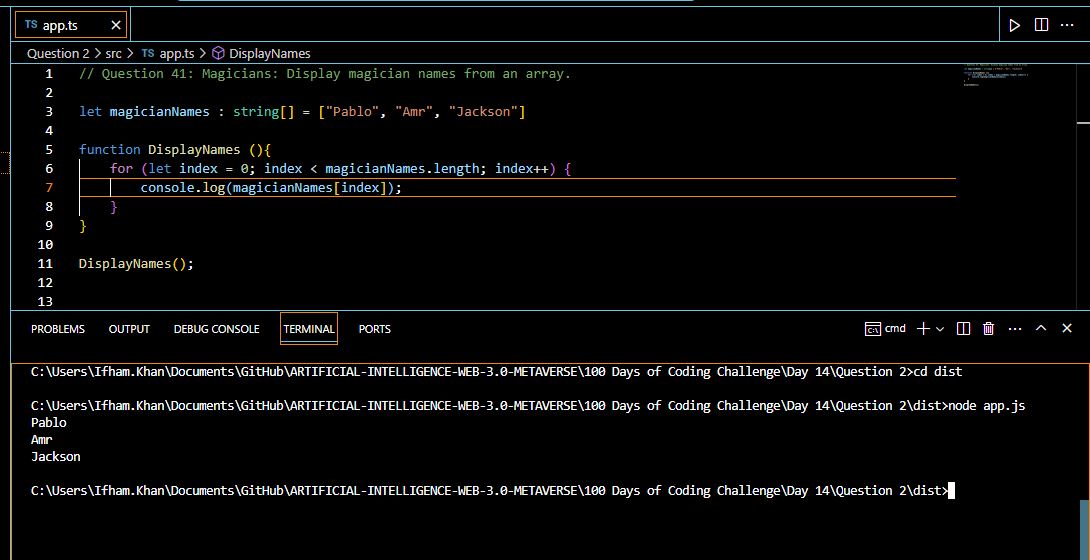 TS app.ts ×
Question 2 > src > TS app.ts > DisplayNames
1 // Question 41: Magicians: Display magician names from an array.
2
3 let magicianNames : string[] = ["Pablo", "Amr", "Jackson"]
4
5 function DisplayNames (){
6 for (let index = 0; index < magicianNames.length; index++) {
7 console.log(magicianNames[index]);
8 }
9 }
10
11 DisplayNames();
12
13
PROBLEMS OUTPUT DEBUG CONSOLE TERMINAL PORTS cmd
C:\Users\Ifham.Khan\Documents\GitHub\ARTIFICIAL-INTELLIGENCE-WEB-3.0-METAVERSE\100 Days of Coding Challenge\Day 14\Question 2>cd dist
C:\Users\Ifham.Khan\Documents\GitHub\ARTIFICIAL-INTELLIGENCE-WEB-3.0-METAVERSE\100 Days of Coding Challenge\Day 14\Question 2\dist>node app.js
Pablo
Amr
Jackson
C:\Users\Ifham.Khan\Documents\GitHub\ARTIFICIAL-INTELLIGENCE-WEB-3.0-METAVERSE\100 Days of Coding Challenge\Day 14\Question 2\dist>